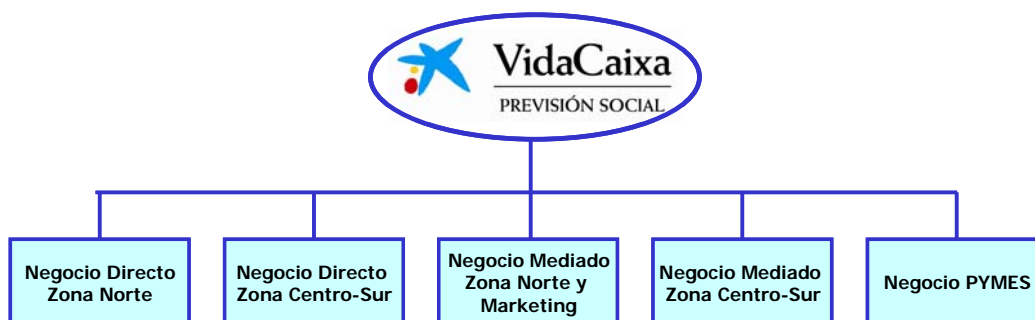 VidaCaixa
PREVISIÓN SOCIAL
Negocio Directo
Zona Norte
Negocio Directo
Zona Centro-Sur
Negocio Mediado
Zona Norte y
Marketing
Negocio Mediado
Zona Centro-Sur
Negocio PYMES